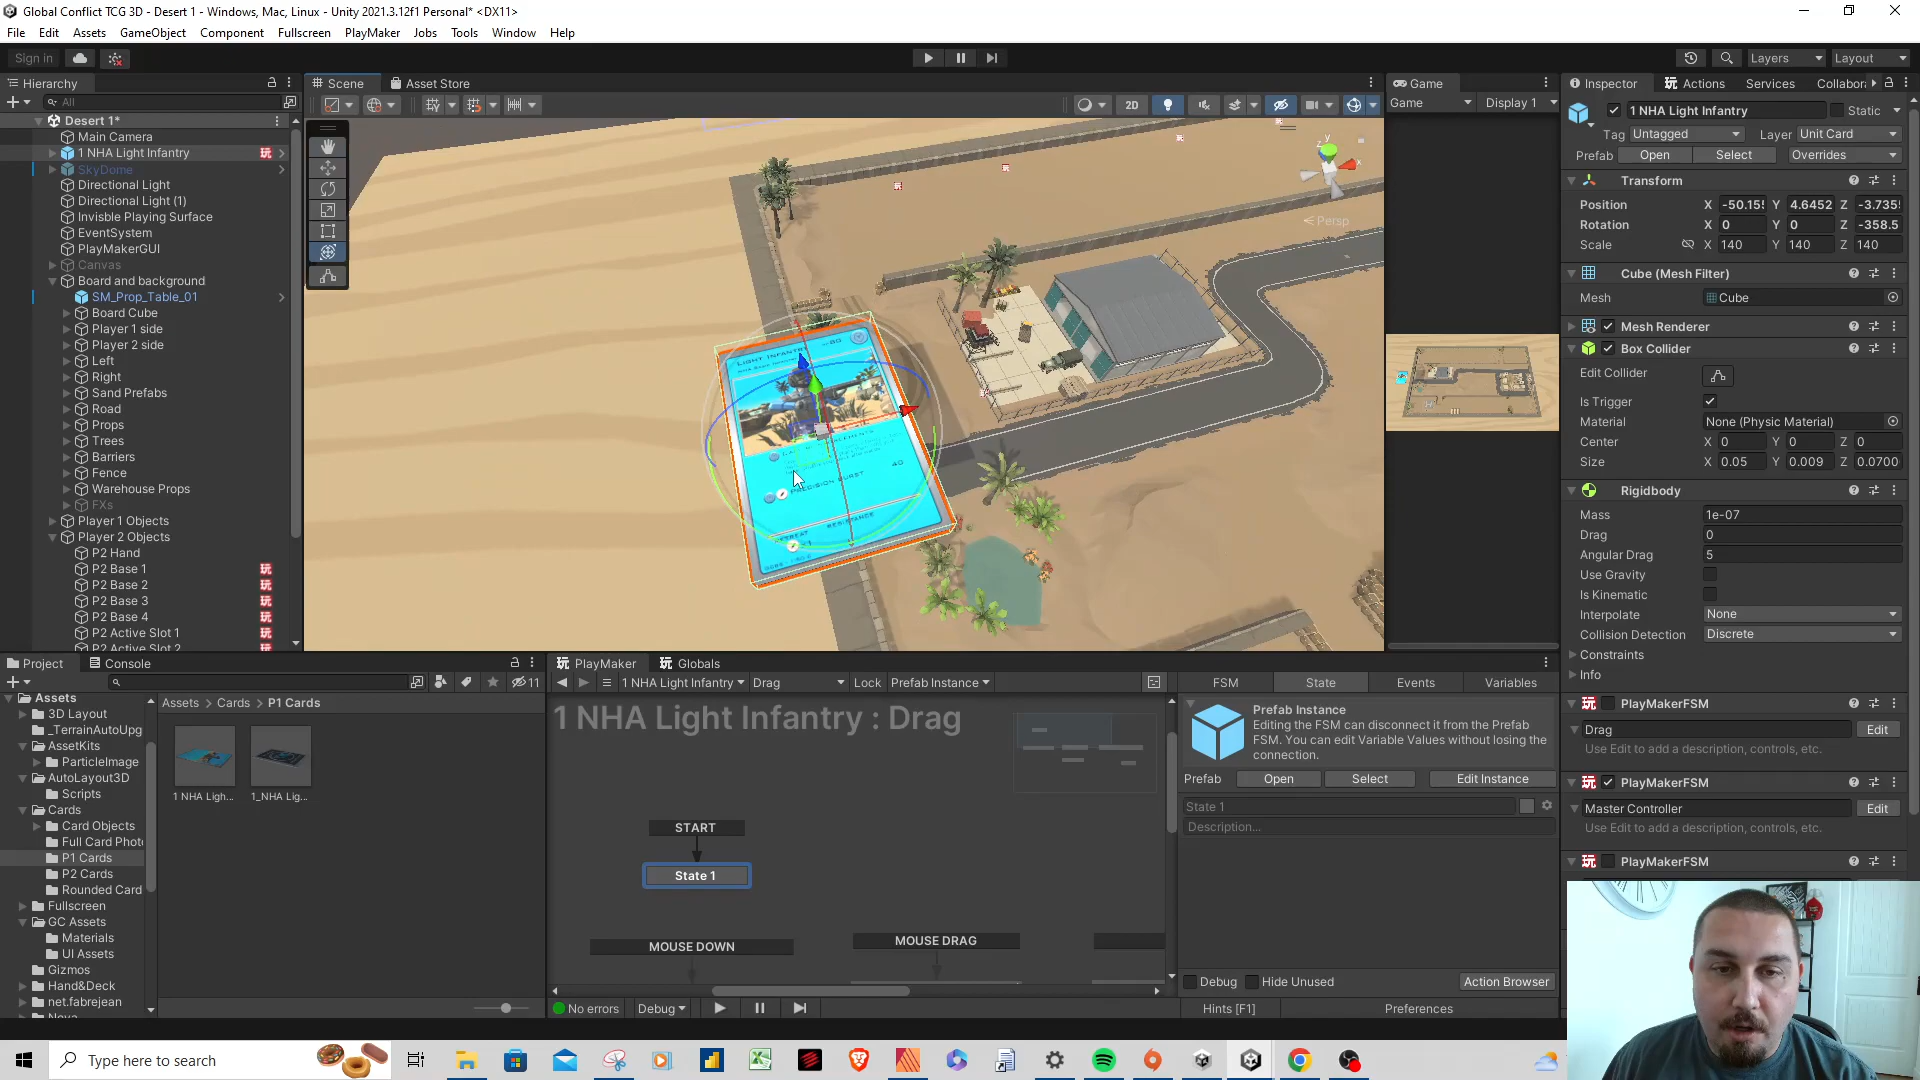 Global Conflict TCG 3D - Desert 1 - Windows, Mac, Linux - Unity 2021.3.12f1 Personal* <DX11>
File Edit Assets GameObject Component Fullscreen PlayMaker Jobs Tools Window Help
Sign in Layers Layout
Hierarchy Scene Asset Store Game Inspector Actions Services Collabora
All 2D Game Display 1
Desert 1*
Main Camera
1 NHA Light Infantry
SkyDome
Directional Light
Directional Light (1)
Invisble Playing Surface
EventSystem
PlayMakerGUI
Canvas
Board and background
SM_Prop_Table_01
Board Cube
Player 1 side
Player 2 side
Left
Right
Sand Prefabs
Road
Props
Trees
Barriers
Fence
Warehouse Props
FXs
Player 1 Objects
Player 2 Objects
P2 Hand
P2 Base 1
P2 Base 2
P2 Base 3
P2 Base 4
P2 Active Slot 1
P2 Active Slot 2
y
x
z
Persp
LIGHT INFANTRY 80
PRECISION BURST 40
RETREAT RESISTANCE
1 NHA Light Infantry Static
Tag Untagged Layer Unit Card
Prefab Open Select Overrides
Transform
Position X -50.15 Y 4.6452 Z -3.735
Rotation X 0 Y 0 Z -358.5
Scale X 140 Y 140 Z 140
Cube (Mesh Filter)
Mesh Cube
Mesh Renderer
Box Collider
Edit Collider
Is Trigger
Material None (Physic Material)
Center X 0 Y 0 Z 0
Size X 0.05 Y 0.009 Z 0.0700
Rigidbody
Mass 1e-07
Drag 0
Angular Drag 5
Use Gravity
Is Kinematic
Interpolate None
Collision Detection Discrete
Constraints
Info
PlayMakerFSM
Drag Edit
Use Edit to add a description, controls, etc.
PlayMakerFSM
Master Controller Edit
Use Edit to add a description, controls, etc.
PlayMakerFSM
Project Console
11
Assets
3D Layout
_TerrainAutoUpg
AssetKits
ParticleImage
AutoLayout3D
Scripts
Cards
Card Objects
Full Card Phot
P1 Cards
P2 Cards
Rounded Card
Fullscreen
GC Assets
Materials
UI Assets
Gizmos
Hand&Deck
net.fabrejean
Nova
Assets > Cards > P1 Cards
1 NHA Ligh... 1_NHA Lig...
PlayMaker Globals
1 NHA Light Infantry Drag Lock Prefab Instance
1 NHA Light Infantry : Drag
START
State 1
MOUSE DOWN MOUSE DRAG
No errors Debug
FSM State Events Variables
Prefab Instance
Editing the FSM can disconnect it from the Prefab
FSM. You can edit Variable Values without losing the
connection.
Prefab Open Select Edit Instance
State 1
Description...
Debug Hide Unused Action Browser
Hints [F1] Preferences
Type here to search